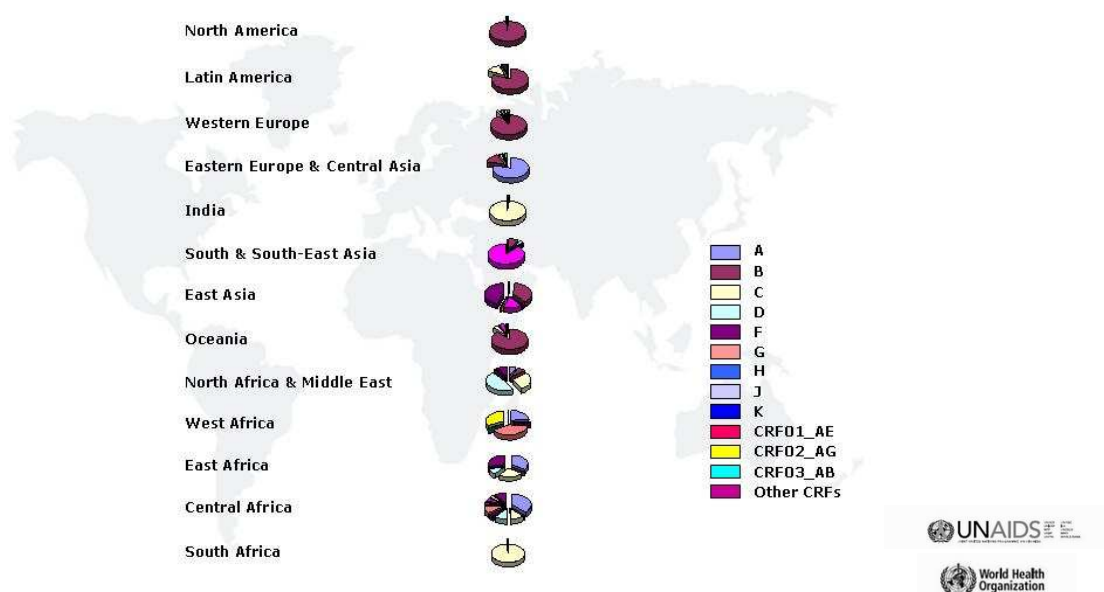 North America
Latin America
Western Europe
Eastern Europe & Central Asia
India
South & South-East Asia
East Asia
Oceania
North Africa & Middle East
West Africa
East Africa
Central Africa
South Africa
A
B
C
D
F
G
H
J
K
CRF01_AE
CRF02_AG
CRF03_AB
Other CRFs
UNAIDS
World Health
Organization